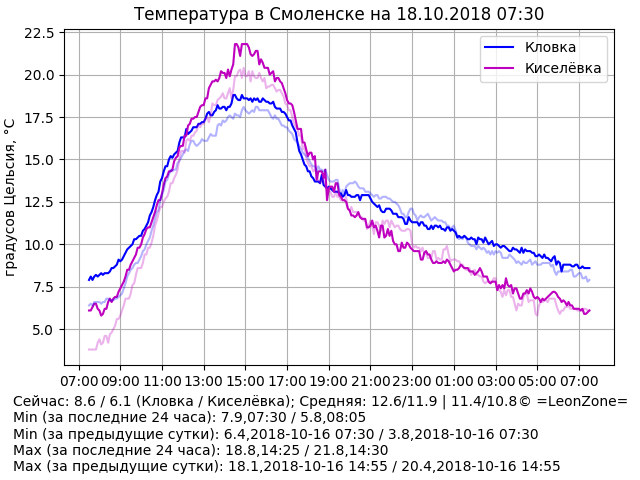 Температура в Смоленске на 18.10.2018 07:30
градусов Цельсия, °C
22.5
20.0
17.5
15.0
12.5
10.0
7.5
5.0
Кловка
Киселёвка
07:00 09:00 11:00 13:00 15:00 17:00 19:00 21:00 23:00 01:00 03:00 05:00 07:00
Сейчас: 8.6 / 6.1 (Кловка / Киселёвка); Средняя: 12.6/11.9 | 11.4/10.8© =LeonZone=
Min (за последние 24 часа): 7.9,07:30 / 5.8,08:05
Min (за предыдущие сутки): 6.4,2018-10-16 07:30 / 3.8,2018-10-16 07:30
Max (за последние 24 часа): 18.8,14:25 / 21.8,14:30
Max (за предыдущие сутки): 18.1,2018-10-16 14:55 / 20.4,2018-10-16 14:55